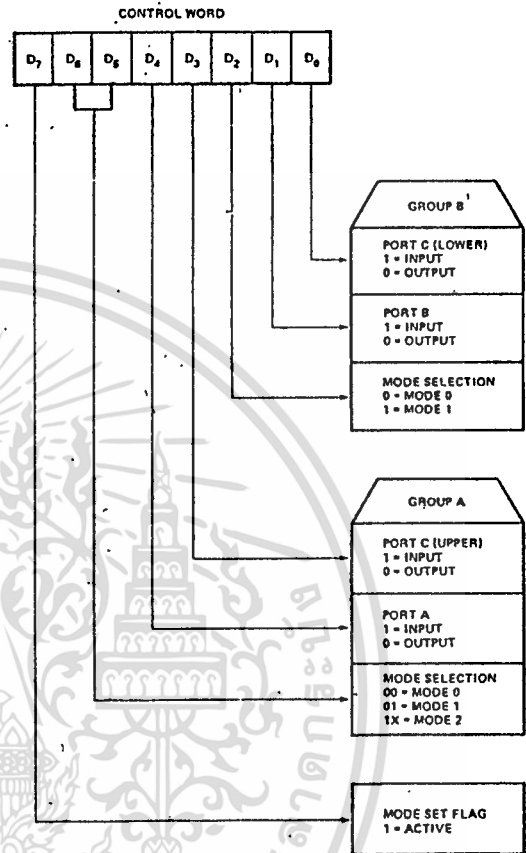 CONTROL WORD
D7 D6 D5 D4 D3 D2 D1 D0
GROUP B
PORT C (LOWER)
1 = INPUT
0 = OUTPUT
PORT B
1 = INPUT
0 = OUTPUT
MODE SELECTION
0 = MODE 0
1 = MODE 1
GROUP A
PORT C (UPPER)
1 = INPUT
0 = OUTPUT
PORT A
1 = INPUT
0 = OUTPUT
MODE SELECTION
00 = MODE 0
01 = MODE 1
1X = MODE 2
MODE SET FLAG
1 = ACTIVE